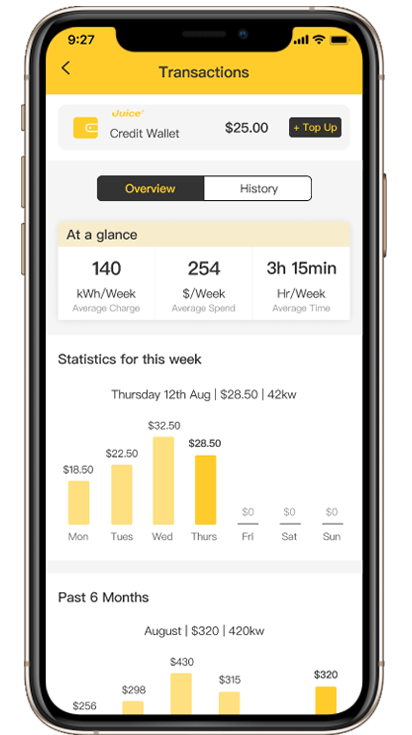 9:27
Transactions
Juice
Credit Wallet
$25.00
+ Top Up
Overview
History
At a glance
140
254
3h 15min
kWh/Week
$/Week
Hr/Week
Average Charge
Average Spend
Average Time
Statistics for this week
Thursday 12th Aug | $28.50 | 42kw
$18.50
$22.50
$32.50
$28.50
$0
$0
$0
Mon
Tues
Wed
Thurs
Fri
Sat
Sun
Past 6 Months
August | $320 | 420kw
$256
$298
$430
$315
$320